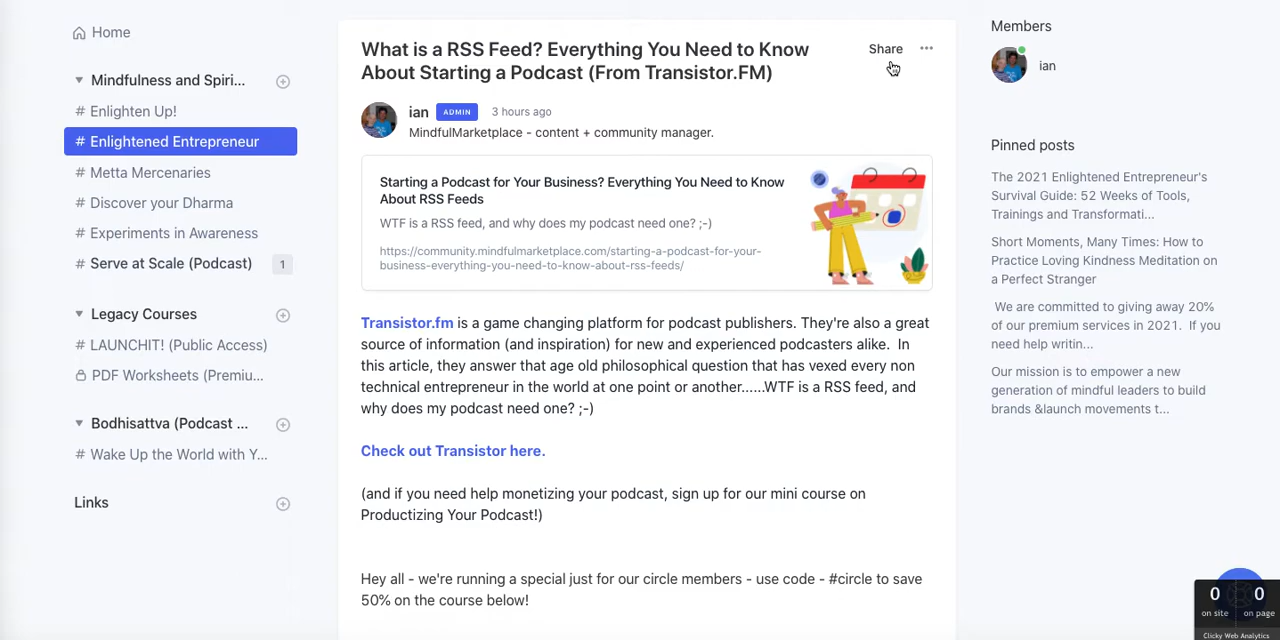 Home
Mindfulness and Spiri...
# Enlighten Up!
# Enlightened Entrepreneur
# Metta Mercenaries
# Discover your Dharma
# Experiments in Awareness
# Serve at Scale (Podcast) 1
Legacy Courses
# LAUNCHIT! (Public Access)
PDF Worksheets (Premiu...
Bodhisattva (Podcast ...
# Wake Up the World with Y...
Links
What is a RSS Feed? Everything You Need to Know
About Starting a Podcast (From Transistor.FM)
Share
ian ADMIN 3 hours ago
MindfulMarketplace - content + community manager.
Starting a Podcast for Your Business? Everything You Need to Know
About RSS Feeds
WTF is a RSS feed, and why does my podcast need one? ;-)
https://community.mindfulmarketplace.com/starting-a-podcast-for-your-
business-everything-you-need-to-know-about-rss-feeds/
Transistor.fm is a game changing platform for podcast publishers. They're also a great
source of information (and inspiration) for new and experienced podcasters alike. In
this article, they answer that age old philosophical question that has vexed every non
technical entrepreneur in the world at one point or another......WTF is a RSS feed, and
why does my podcast need one? ;-)
Check out Transistor here.
(and if you need help monetizing your podcast, sign up for our mini course on
Productizing Your Podcast!)
Hey all - we're running a special just for our circle members - use code - #circle to save
50% on the course below!
Members
ian
Pinned posts
The 2021 Enlightened Entrepreneur's
Survival Guide: 52 Weeks of Tools,
Trainings and Transformati...
Short Moments, Many Times: How to
Practice Loving Kindness Meditation on
a Perfect Stranger
We are committed to giving away 20%
of our premium services in 2021. If you
need help writin...
Our mission is to empower a new
generation of mindful leaders to build
brands &launch movements t...
0 0
on site on page
Clicky Web Analytics